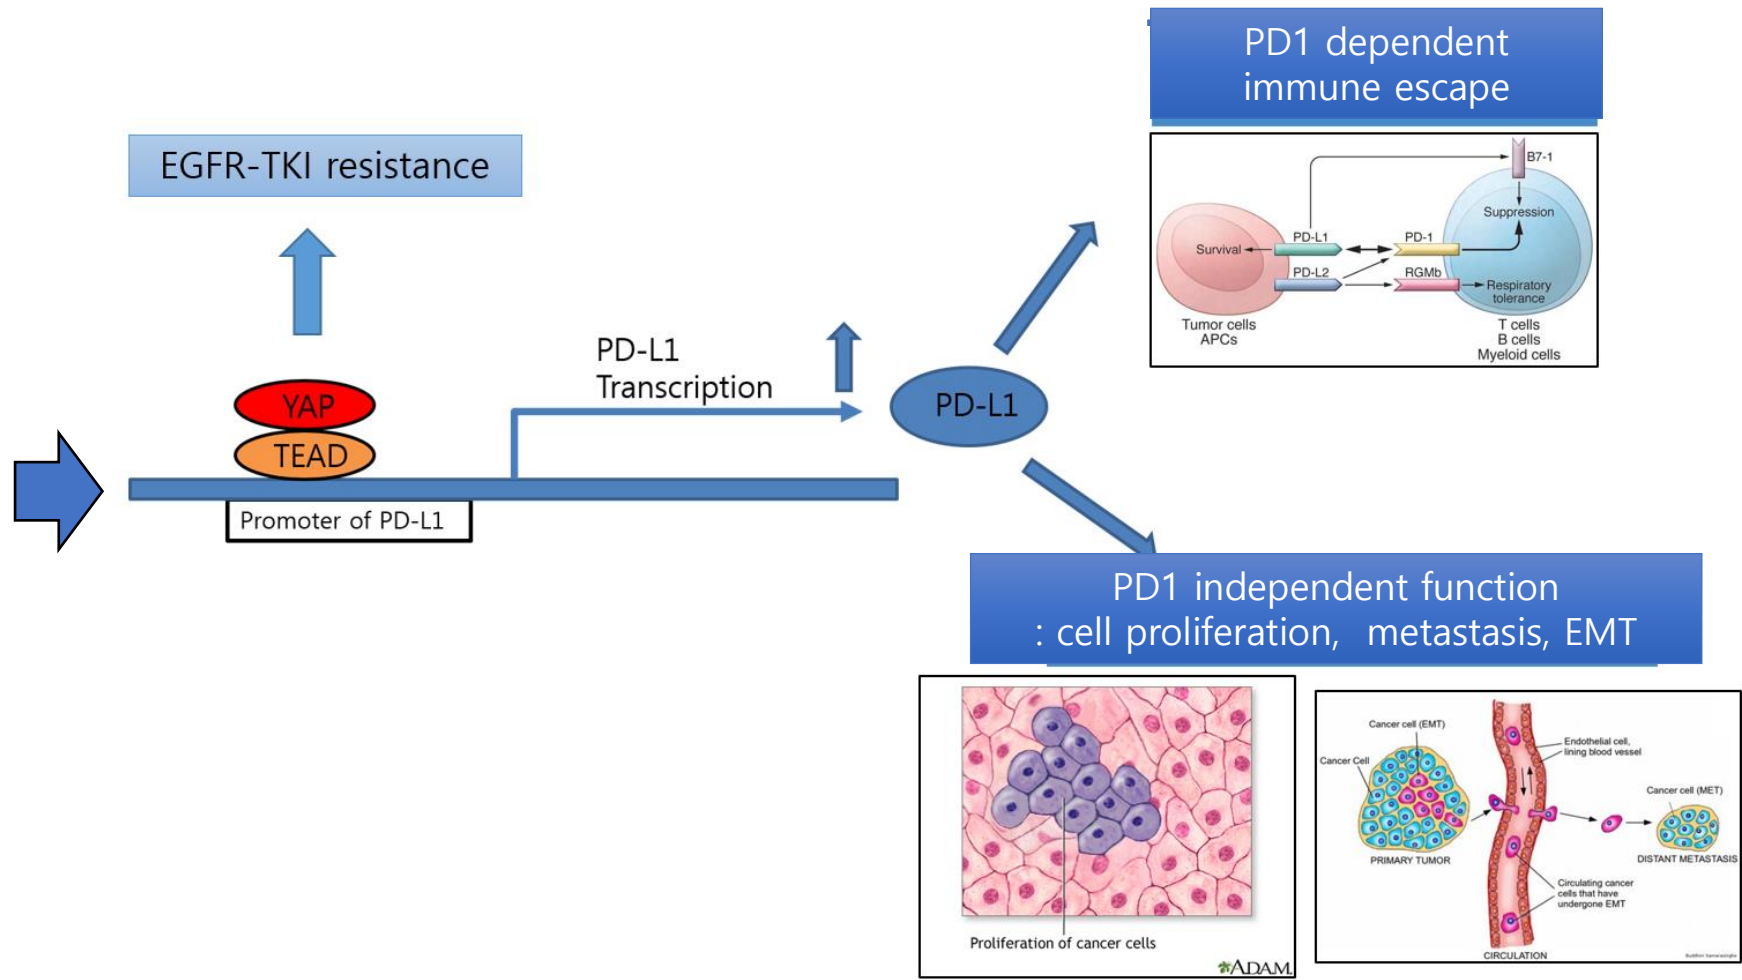 PD1 dependent
immune escape
EGFR-TKI resistance
B7-1
Suppression
PD-L1
PD-1
Survival
PD-L2
RGMb
Respiratory
tolerance
Tumor cells
APCs
T cells
B cells
Myeloid cells
PD-L1
Transcription
YAP
TEAD
PD-L1
Promoter of PD-L1
PD1 independent function
: cell proliferation, metastasis, EMT
Proliferation of cancer cells
ADAM.
Cancer cell (EMT)
Cancer Cell
Endothelial cell,
lining blood vessel
Cancer cell (MET)
PRIMARY TUMOR
DISTANT METASTASIS
Circulating cancer
cells that have
undergone EMT
CIRCULATION